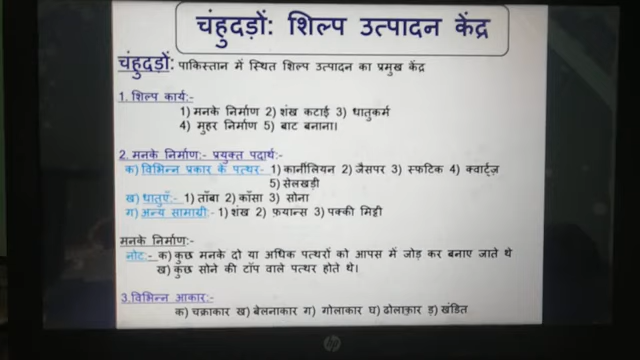 चंहुदड़ों: शिल्प उत्पादन केंद्र
चंहुदड़ों: पाकिस्तान में स्थित शिल्प उत्पादन का प्रमुख केंद्र
1. शिल्प कार्य:-
1) मनके निर्माण 2) शंख कटाई 3) धातुकर्म
4) मुहर निर्माण 5) बाट बनाना।
2. मनके निर्माण:- प्रयुक्त पदार्थ:-
क) विभिन्न प्रकार के पत्थर- 1) कार्नीलियन 2) जैसपर 3) स्फटिक 4) क्वार्ट्ज़
5) सेलखड़ी
ख) धातुएँ- 1) ताँबा 2) काँसा 3) सोना
ग) अन्य सामाग्री- 1) शंख 2) फ़यान्स 3) पक्की मिट्टी
मनके निर्माण:-
नोट:- क) कुछ मनके दो या अधिक पत्थरों को आपस में जोड़ कर बनाए जाते थे
ख) कुछ सोने की टॉप वाले पत्थर होते थे।
3. विभिन्न आकार:-
क) चक्राकार ख) बेलनाकार ग) गोलाकार घ) ढोलाकार ड़) खंडित
hp